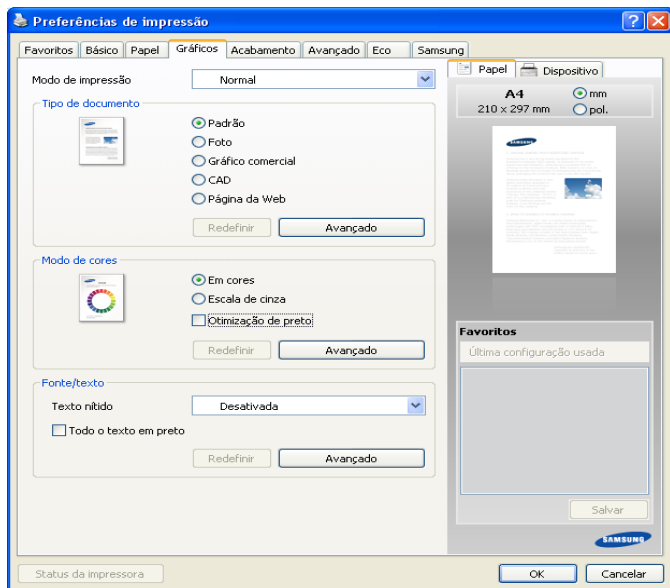 Preferências de impressão
Favoritos Básico Papel Gráficos Acabamento Avançado Eco Samsung
Modo de impressão Normal
Tipo de documento
Padrão
Foto
Gráfico comercial
CAD
Página da Web
Redefinir Avançado
Modo de cores
Em cores
Escala de cinza
Otimização de preto
Redefinir Avançado
Fonte/texto
Texto nítido Desativada
Todo o texto em preto
Redefinir Avançado
Papel Dispositivo
A4 mm
210 x 297 mm pol.
SAMSUNG
Favoritos
Última configuração usada
Salvar
SAMSUNG
Status da impressora OK Cancelar